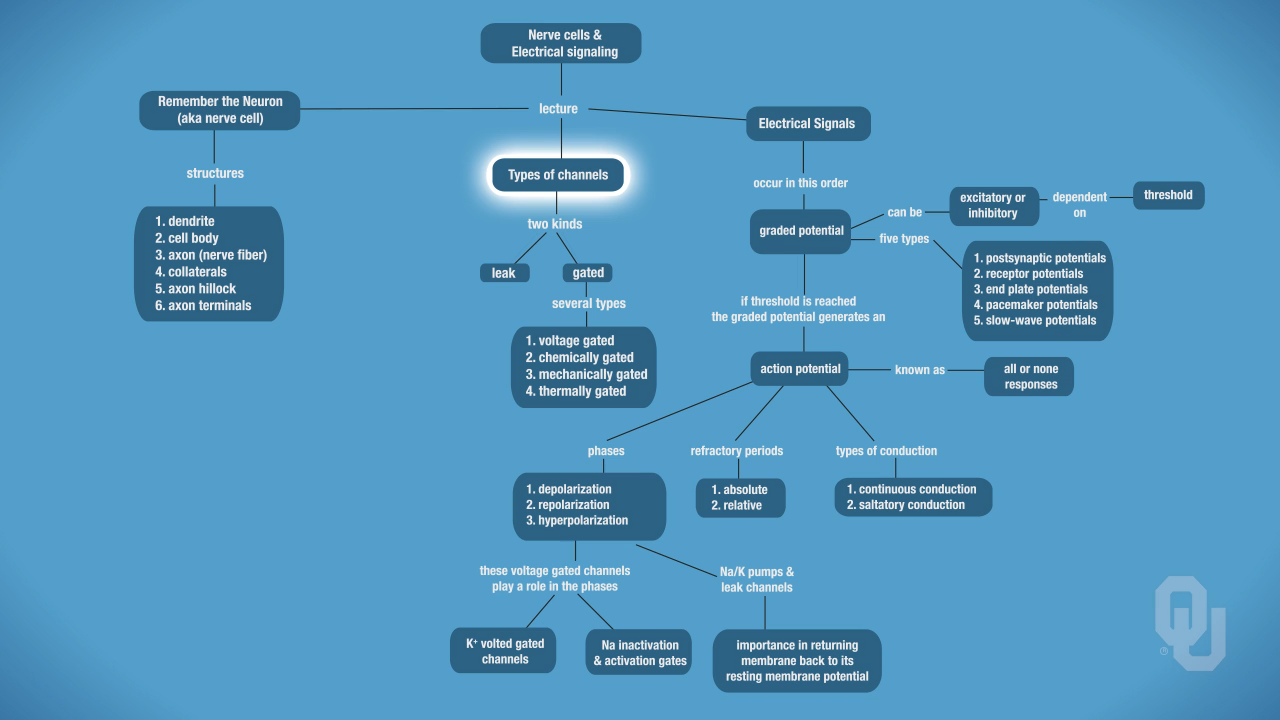 Nerve cells &
Electrical signaling
lecture
Remember the Neuron
(aka nerve cell)
structures
1. dendrite
2. cell body
3. axon (nerve fiber)
4. collaterals
5. axon hillock
6. axon terminals
Types of channels
two kinds
leak
gated
several types
1. voltage gated
2. chemically gated
3. mechanically gated
4. thermally gated
Electrical Signals
occur in this order
graded potential
can be
excitatory or
inhibitory
dependent
on
threshold
five types
1. postsynaptic potentials
2. receptor potentials
3. end plate potentials
4. pacemaker potentials
5. slow-wave potentials
if threshold is reached
the graded potential generates an
action potential
known as
all or none
responses
phases
1. depolarization
2. repolarization
3. hyperpolarization
refractory periods
1. absolute
2. relative
types of conduction
1. continuous conduction
2. saltatory conduction
these voltage gated channels
play a role in the phases
K⁺ volted gated
channels
Na inactivation
& activation gates
Na/K pumps &
leak channels
importance in returning
membrane back to its
resting membrane potential
OU
®